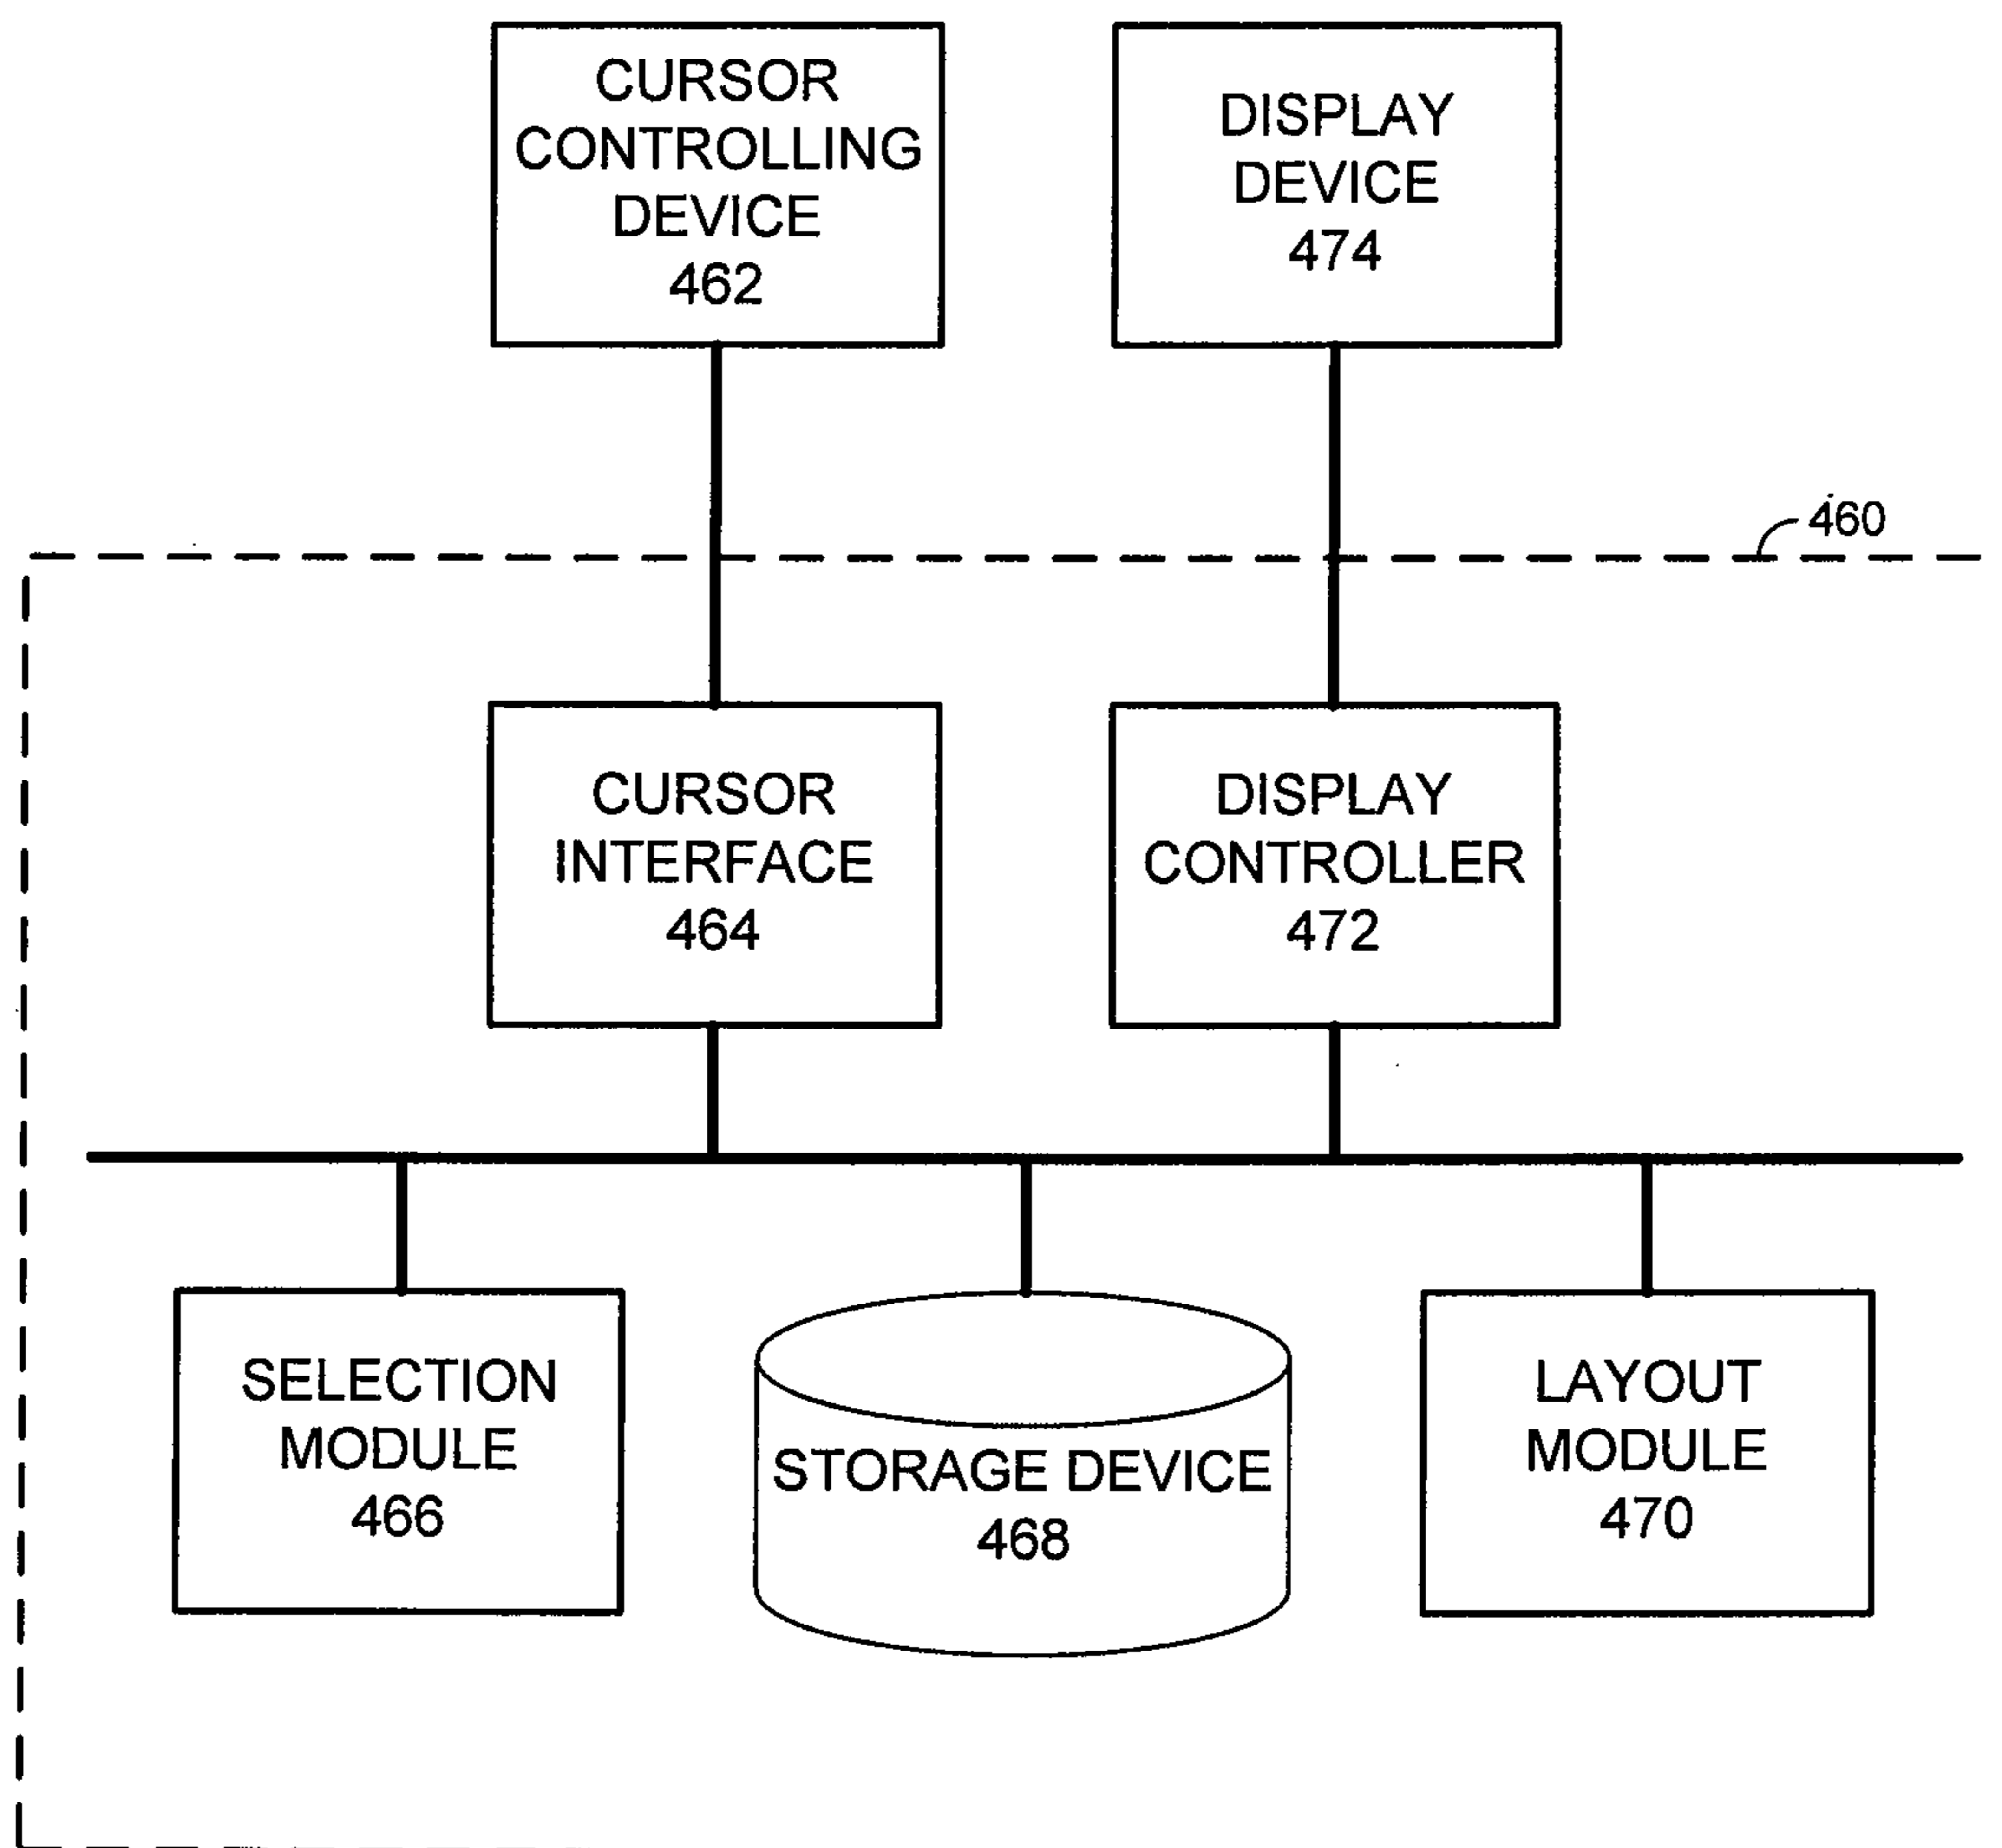 CURSOR
CONTROLLING
DEVICE
462
DISPLAY
DEVICE
474
460
CURSOR
INTERFACE
464
DISPLAY
CONTROLLER
472
SELECTION
MODULE
466
STORAGE DEVICE
468
LAYOUT
MODULE
470